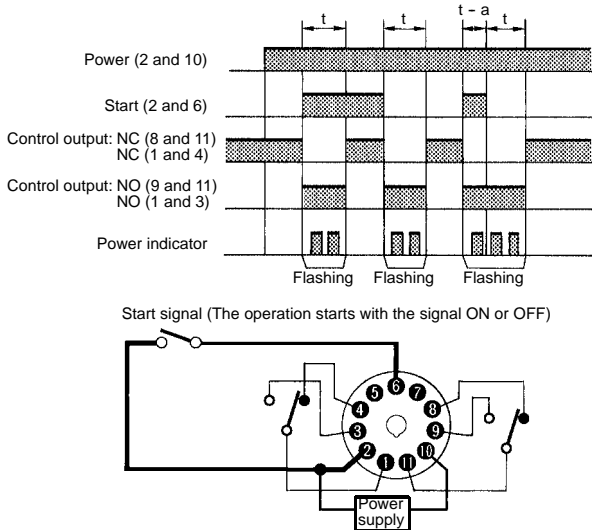 t t t - a t
Power (2 and 10)
Start (2 and 6)
Control output: NC (8 and 11)
NC (1 and 4)
Control output: NO (9 and 11)
NO (1 and 3)
Power indicator
Flashing Flashing Flashing
Start signal (The operation starts with the signal ON or OFF)
5 6 7
4 8
3 9
2 10
1 11
Power
supply